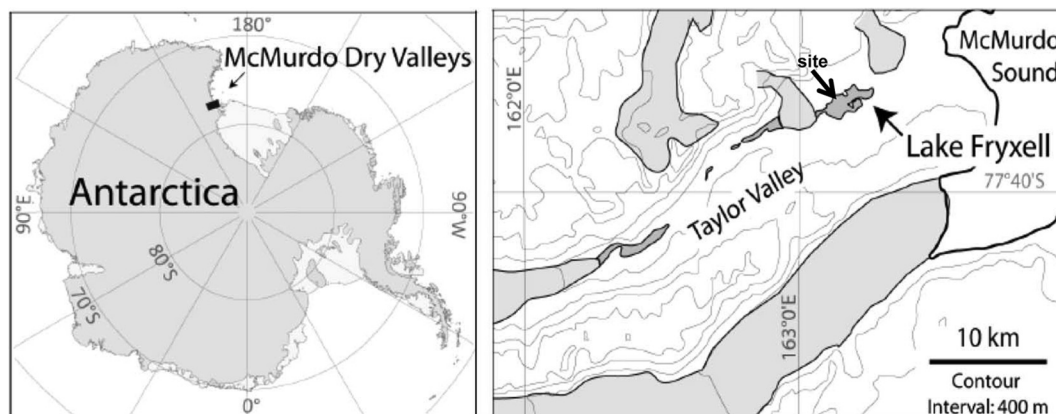 180°
McMurdo Dry Valleys
Antarctica
90°E
90°W
80°S
70°S
0°
McMurdo
Sound
site
162°0'E
Lake Fryxell
77°40'S
Taylor Valley
163°0'E
10 km
Contour
Interval: 400 m